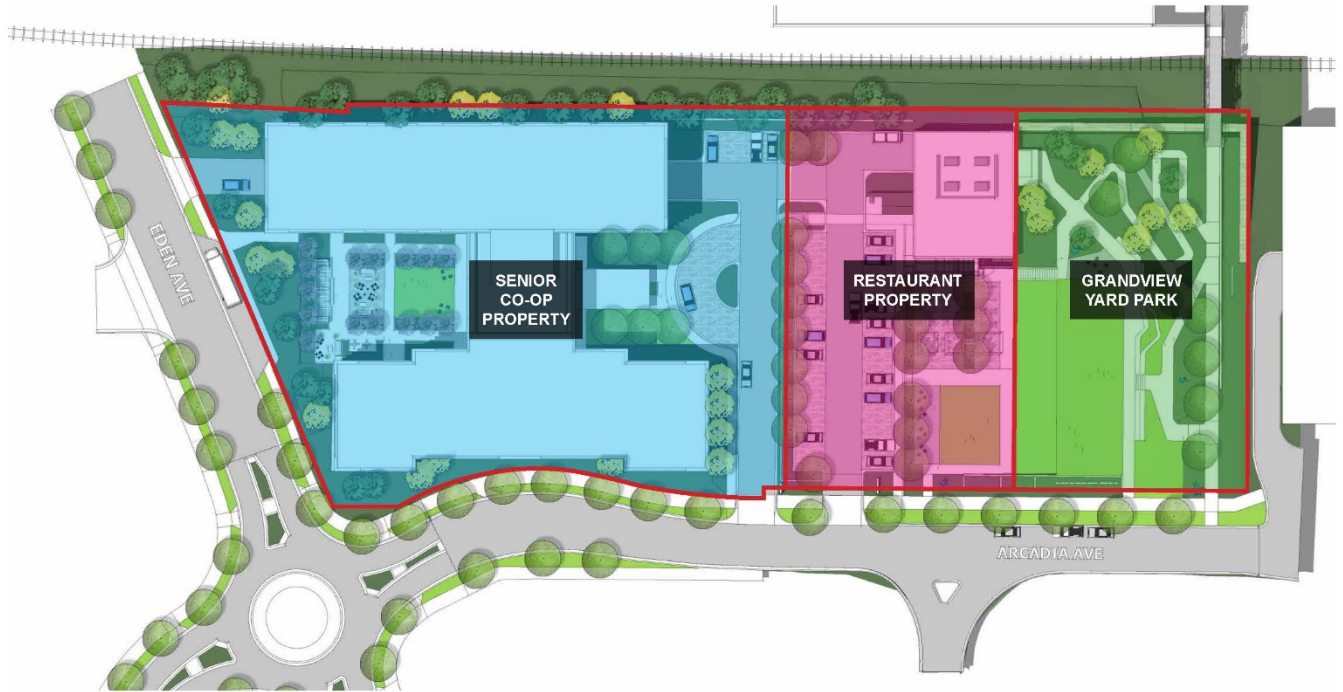 EDEN AVE
SENIOR
CO-OP
PROPERTY
RESTAURANT
PROPERTY
GRANDVIEW
YARD PARK
ARCADIA AVE